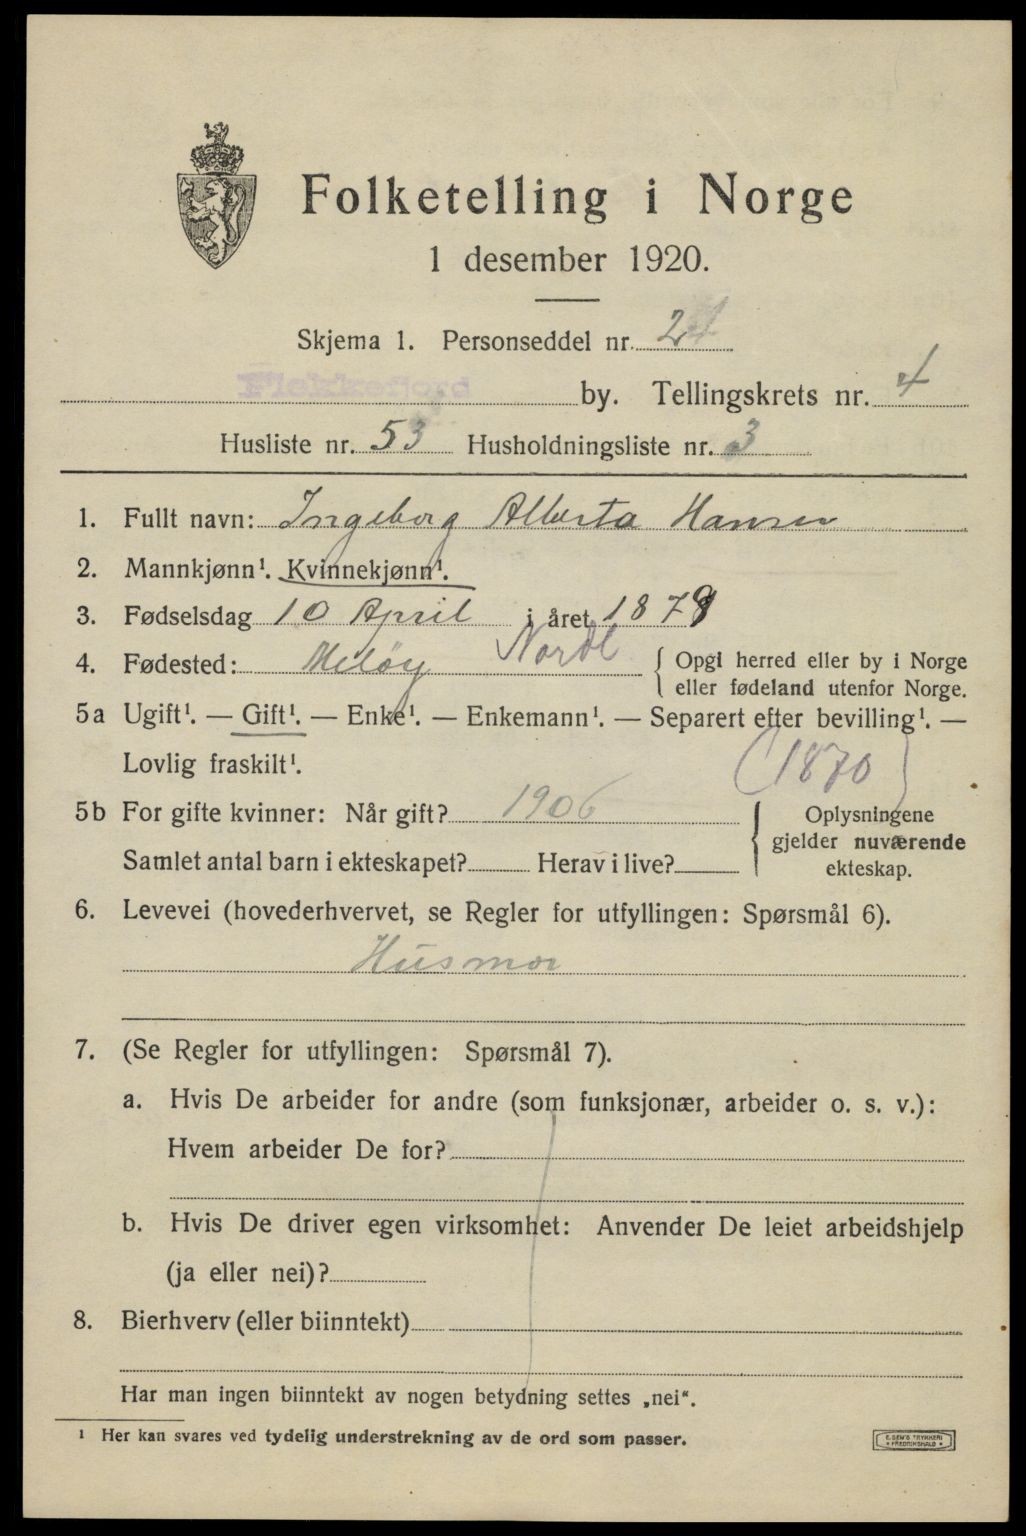 Folketelling i Norge
1 desember 1920.
Skjema 1. Personseddel nr. 2
Flekkefjord by. Tellingskrets nr. 4
Husliste nr. 53 Husholdningsliste nr. 3
1. Fullt navn: Ingeborg Alberta Hansen
2. Mannkjønn¹. Kvinnekjønn¹.
3. Fødselsdag 10 April i året 1879
4. Fødested: Meløy Nordl { Opgi herred eller by i Norge
eller fødeland utenfor Norge.
5a Ugift¹. — Gift¹. — Enke¹. — Enkemann¹. — Separert efter bevilling¹. —
Lovlig fraskilt¹. (1870)
5b For gifte kvinner: Når gift? 1906 { Oplysningene
gjelder nuværende
Samlet antal barn i ekteskapet? Herav i live? ekteskap.
6. Levevei (hovederhvervet, se Regler for utfyllingen: Spørsmål 6).
Husmor
7. (Se Regler for utfyllingen: Spørsmål 7).
a. Hvis De arbeider for andre (som funksjonær, arbeider o. s. v.):
Hvem arbeider De for?
b. Hvis De driver egen virksomhet: Anvender De leiet arbeidshjelp
(ja eller nei)?
8. Bierhverv (eller biinntekt)
Har man ingen biinntekt av nogen betydning settes „nei“.
¹ Her kan svares ved tydelig understrekning av de ord som passer.
E. SEM'S TRYKKERI
* FREDRIKSHALD *